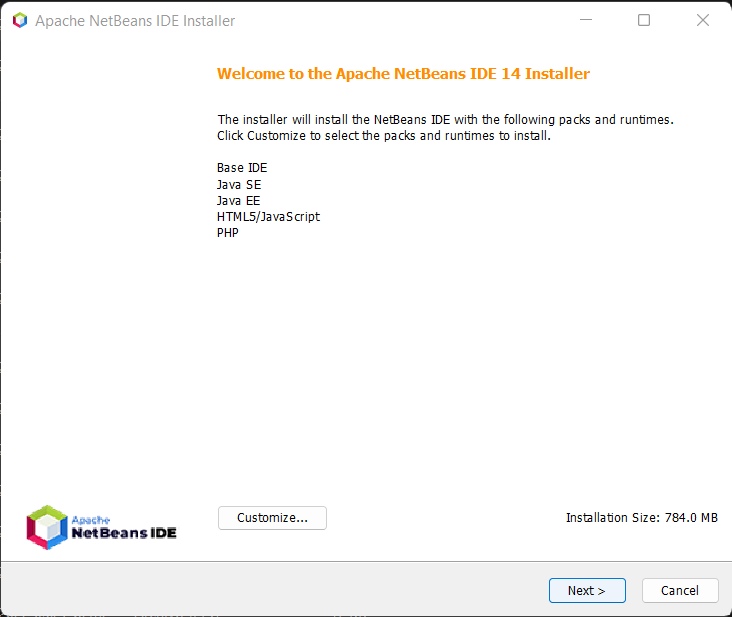 Apache NetBeans IDE Installer
Welcome to the Apache NetBeans IDE 14 Installer
The installer will install the NetBeans IDE with the following packs and runtimes.
Click Customize to select the packs and runtimes to install.
Base IDE
Java SE
Java EE
HTML5/JavaScript
PHP
Apache
NetBeans IDE
Customize...
Installation Size: 784.0 MB
Next >
Cancel